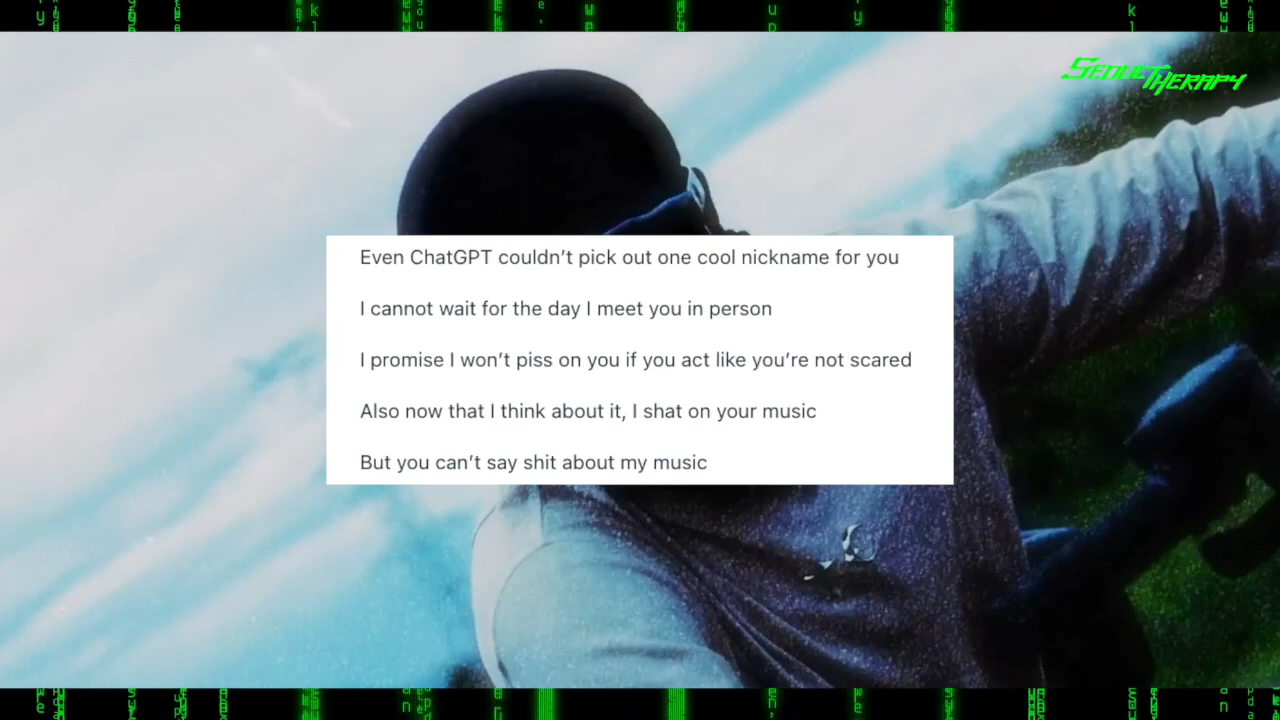 SEOULTHERAPY
Even ChatGPT couldn’t pick out one cool nickname for you
I cannot wait for the day I meet you in person
I promise I won’t piss on you if you act like you’re not scared
Also now that I think about it, I shat on your music
But you can’t say shit about my music